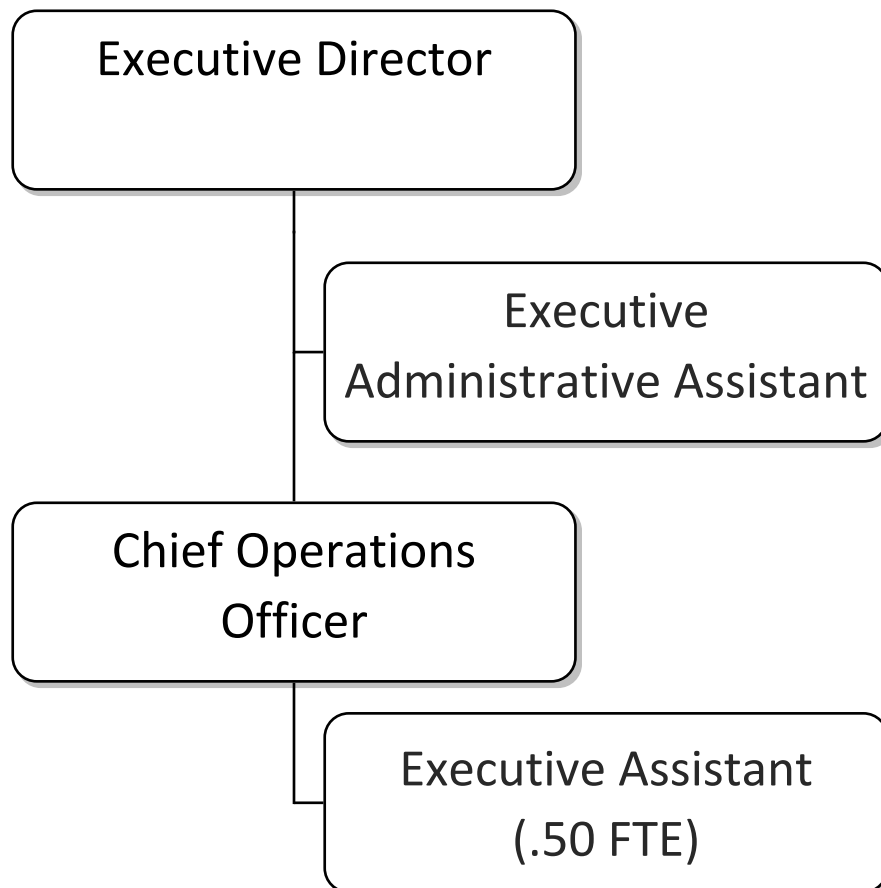 Executive Director
Executive
Administrative Assistant
Chief Operations
Officer
Executive Assistant
(.50 FTE)